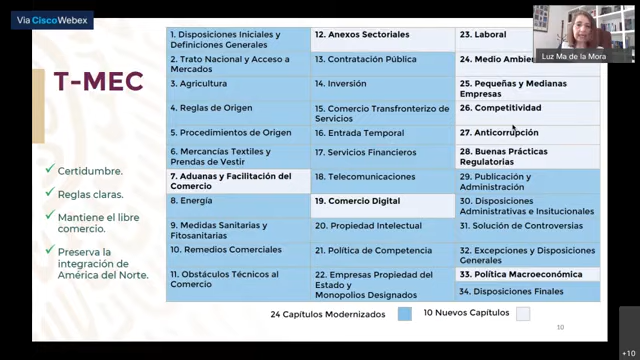 Vía CiscoWebex
Luz Ma de la Mora
T-MEC
Certidumbre.
Reglas claras.
Mantiene el libre
comercio.
Preserva la
integración de
América del Norte.
1. Disposiciones Iniciales y
Definiciones Generales
2. Trato Nacional y Acceso a
Mercados
3. Agricultura
4. Reglas de Origen
5. Procedimientos de Origen
6. Mercancías Textiles y
Prendas de Vestir
7. Aduanas y Facilitación del
Comercio
8. Energía
9. Medidas Sanitarias y
Fitosanitarias
10. Remedios Comerciales
11. Obstáculos Técnicos al
Comercio
12. Anexos Sectoriales
13. Contratación Pública
14. Inversión
15. Comercio Transfronterizo de
Servicios
16. Entrada Temporal
17. Servicios Financieros
18. Telecomunicaciones
19. Comercio Digital
20. Propiedad Intelectual
21. Política de Competencia
22. Empresas Propiedad del
Estado y
Monopolios Designados
23. Laboral
24. Medio Ambien
25. Pequeñas y Medianas
Empresas
26. Competitividad
27. Anticorrupción
28. Buenas Prácticas
Regulatorias
29. Publicación y
Administración
30. Disposiciones
Administrativas e Insitucionales
31. Solución de Controversias
32. Excepciones y Disposiciones
Generales
33. Política Macroeconómica
34. Disposiciones Finales
24 Capítulos Modernizados
10 Nuevos Capítulos
10
+10